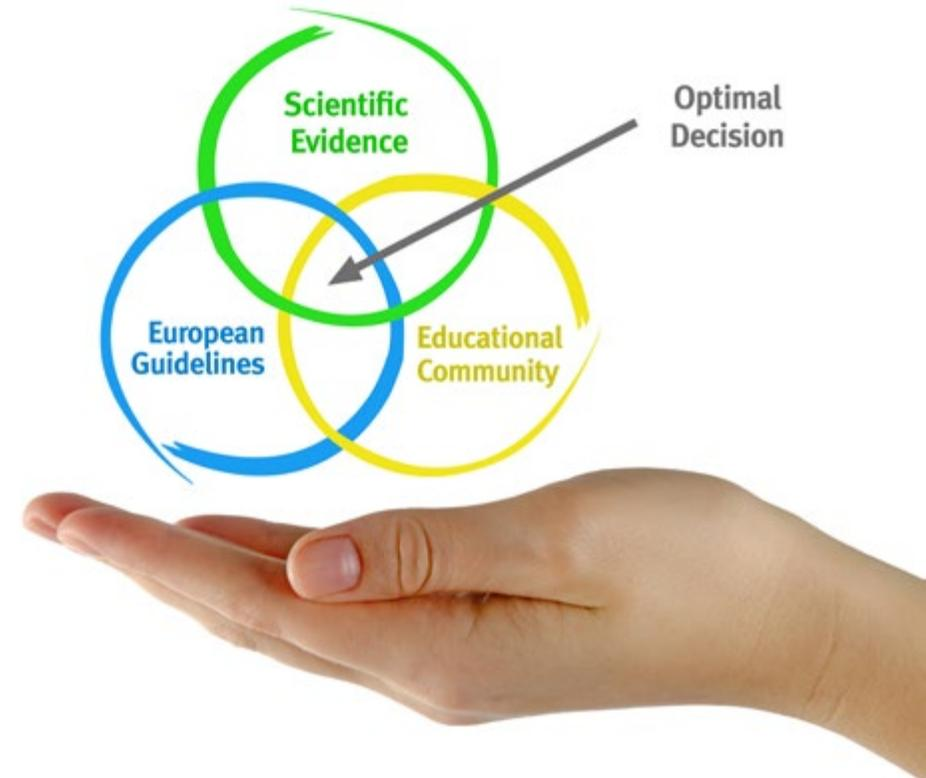 Scientific
Evidence
Optimal
Decision
European
Guidelines
Educational
Community